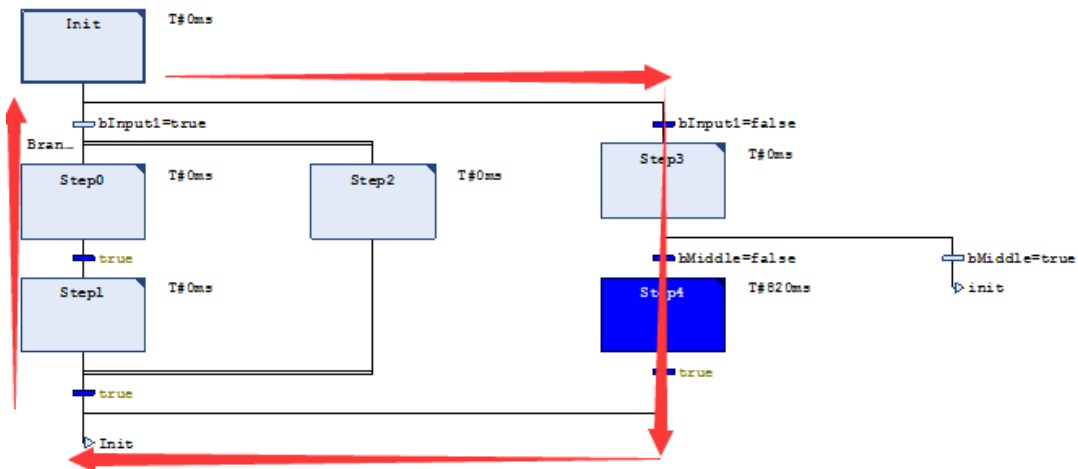 Init
T#0ms
bInput1=true
bInput1=false
Bran...
Step0
T#0ms
Step2
T#0ms
Step3
T#0ms
true
bMiddle=false
bMiddle=true
Step1
T#0ms
Step4
T#820ms
init
true
true
Init